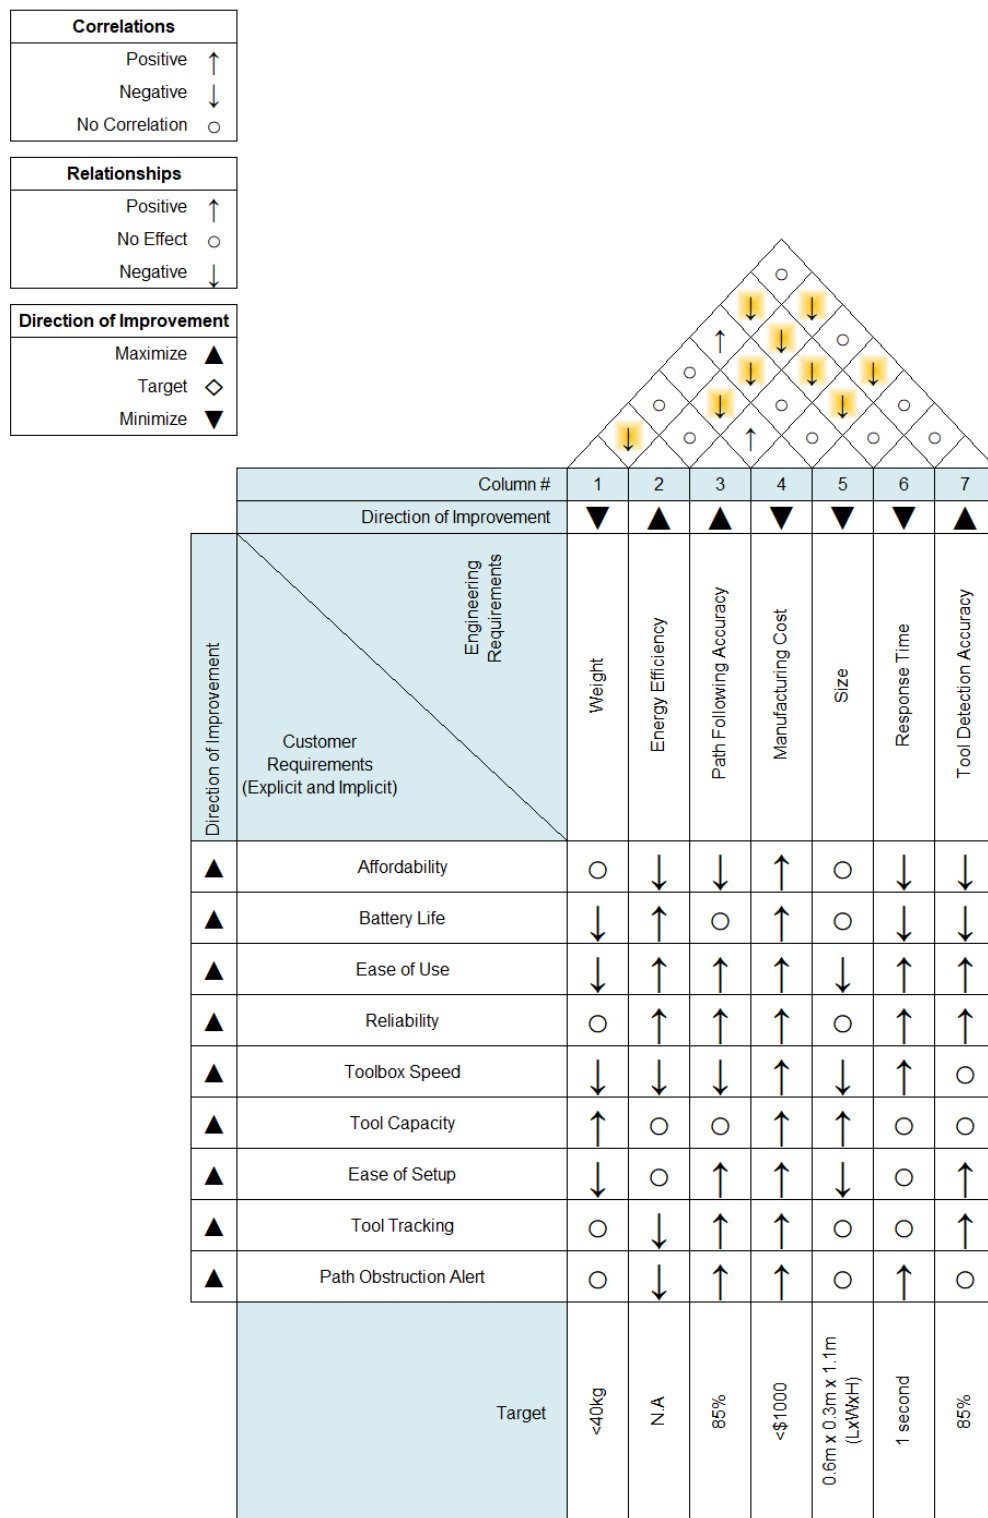 Correlations
Positive ↑
Negative ↓
No Correlation ○
Relationships
Positive ↑
No Effect ○
Negative ↓
Direction of Improvement
Maximize ▲
Target ◇
Minimize ▼
○
↓ ↓
↑ ↓ ○
○ ↓ ↓ ↓
○ ↓ ○ ↓ ○
↓ ○ ↑ ○ ○ ○
Column # 1 2 3 4 5 6 7
Direction of Improvement ▼ ▲ ▲ ▼ ▼ ▼ ▲
Direction of Improvement
Engineering
Requirements
Customer
Requirements
(Explicit and Implicit)
Weight
Energy Efficiency
Path Following Accuracy
Manufacturing Cost
Size
Response Time
Tool Detection Accuracy
▲ Affordability ○ ↓ ↓ ↑ ○ ↓ ↓
▲ Battery Life ↓ ↑ ○ ↑ ○ ↓ ↓
▲ Ease of Use ↓ ↑ ↑ ↑ ↓ ↑ ↑
▲ Reliability ○ ↑ ↑ ↑ ○ ↑ ↑
▲ Toolbox Speed ↓ ↓ ↓ ↑ ↓ ↑ ○
▲ Tool Capacity ↑ ○ ○ ↑ ↑ ○ ○
▲ Ease of Setup ↓ ○ ↑ ↑ ↓ ○ ↑
▲ Tool Tracking ○ ↓ ↑ ↑ ○ ○ ↑
▲ Path Obstruction Alert ○ ↓ ↑ ↑ ○ ↑ ○
Target
<40kg
N.A
85%
<$1000
0.6m x 0.3m x 1.1m
(LxWxH)
1 second
85%